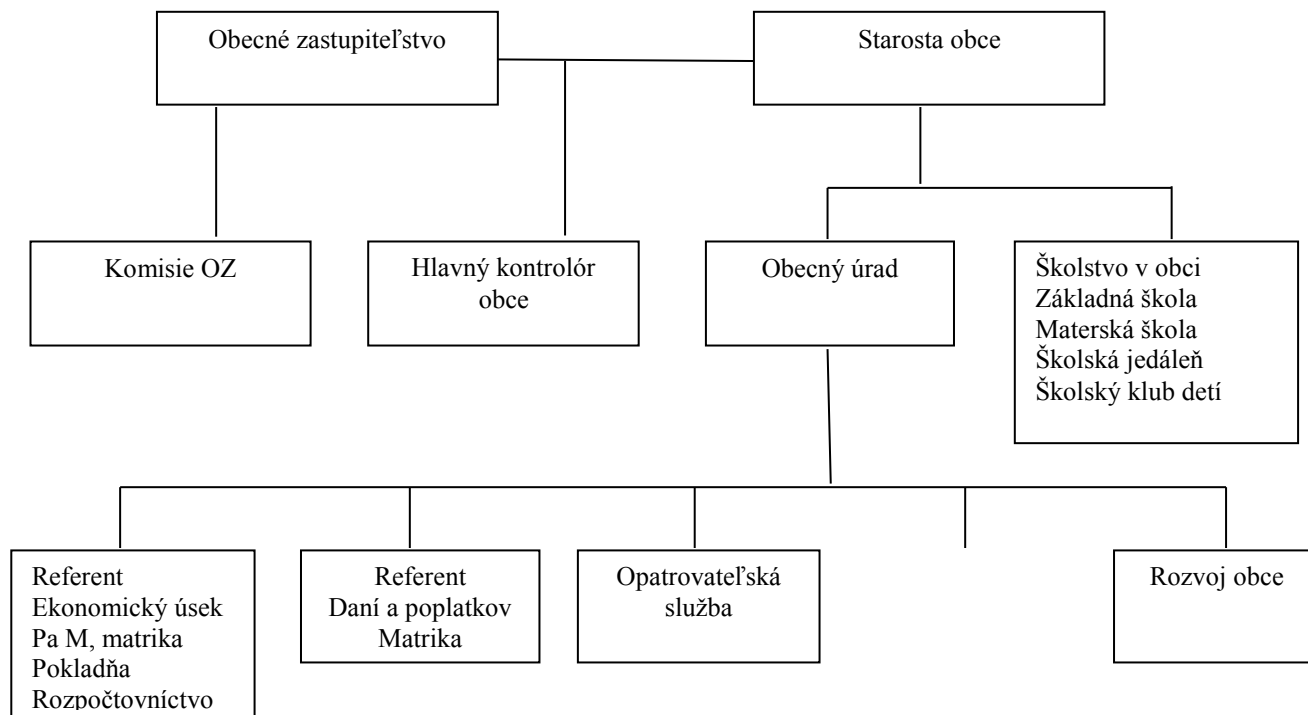 Obecné zastupiteľstvo
Starosta obce
Komisie OZ
Hlavný kontrolór
obce
Obecný úrad
Školstvo v obci
Základná škola
Materská škola
Školská jedáleň
Školský klub detí
Referent
Ekonomický úsek
Pa M, matrika
Pokladňa
Rozpočtovníctvo
Referent
Daní a poplatkov
Matrika
Opatrovateľská
služba
Rozvoj obce